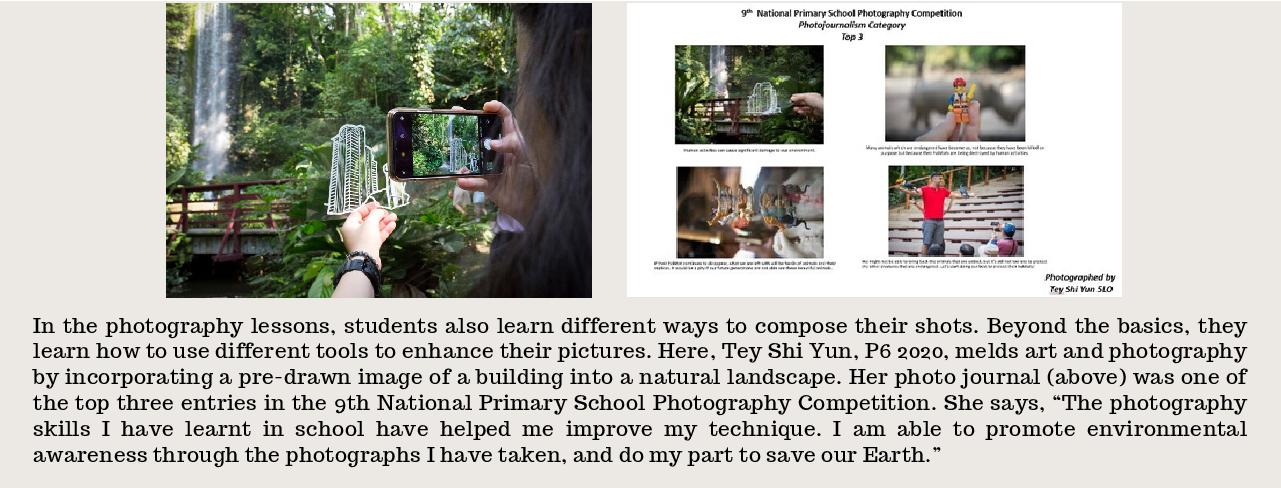 9th National Primary School Photography Competition
Photojournalism Category
Top 3
Human activities can cause significant damage to our environment.
Many animals which are endangered have become so, not because they have been killed on
purpose but because their habitats are being destroyed by human activities
Photographed by
Tey Shi Yun 5LO
In the photography lessons, students also learn different ways to compose their shots. Beyond the basics, they
learn how to use different tools to enhance their pictures. Here, Tey Shi Yun, P6 2020, melds art and photography
by incorporating a pre-drawn image of a building into a natural landscape. Her photo journal (above) was one of
the top three entries in the 9th National Primary School Photography Competition. She says, “The photography
skills I have learnt in school have helped me improve my technique. I am able to promote environmental
awareness through the photographs I have taken, and do my part to save our Earth.”